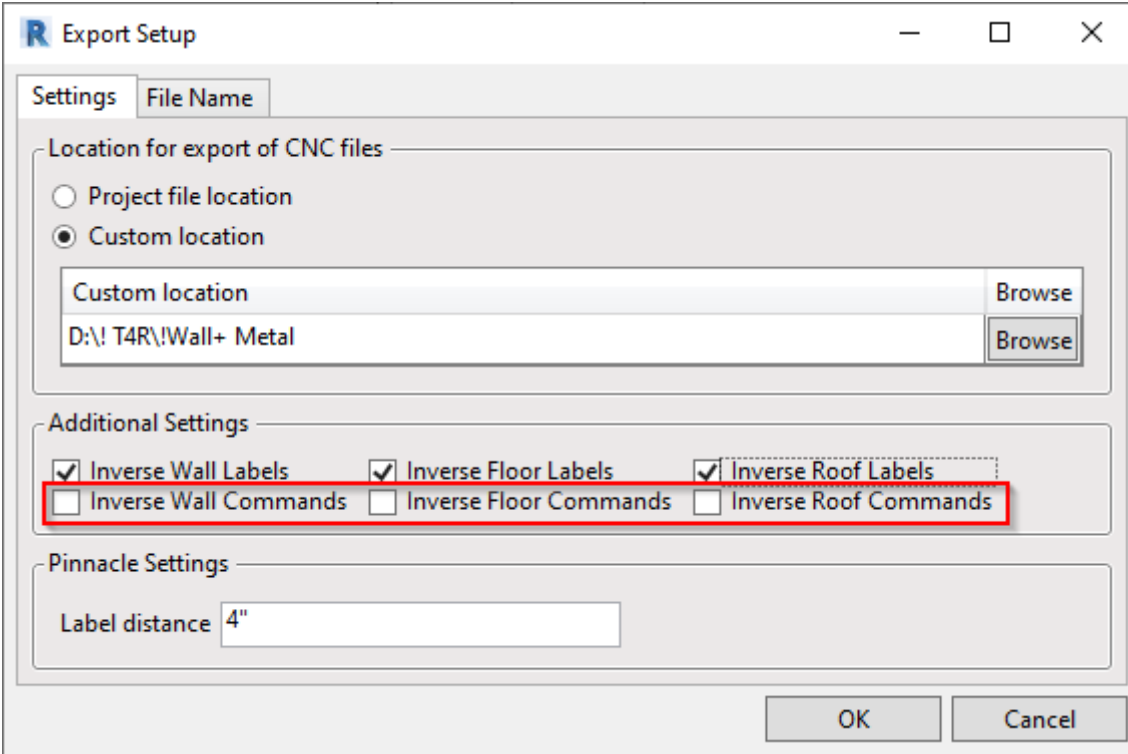 Export Setup
Settings File Name
Location for export of CNC files
Project file location
Custom location
Custom location Browse
D:\! T4R\!Wall+ Metal Browse
Additional Settings
Inverse Wall Labels Inverse Floor Labels Inverse Roof Labels
Inverse Wall Commands Inverse Floor Commands Inverse Roof Commands
Pinnacle Settings
Label distance 4"
OK Cancel